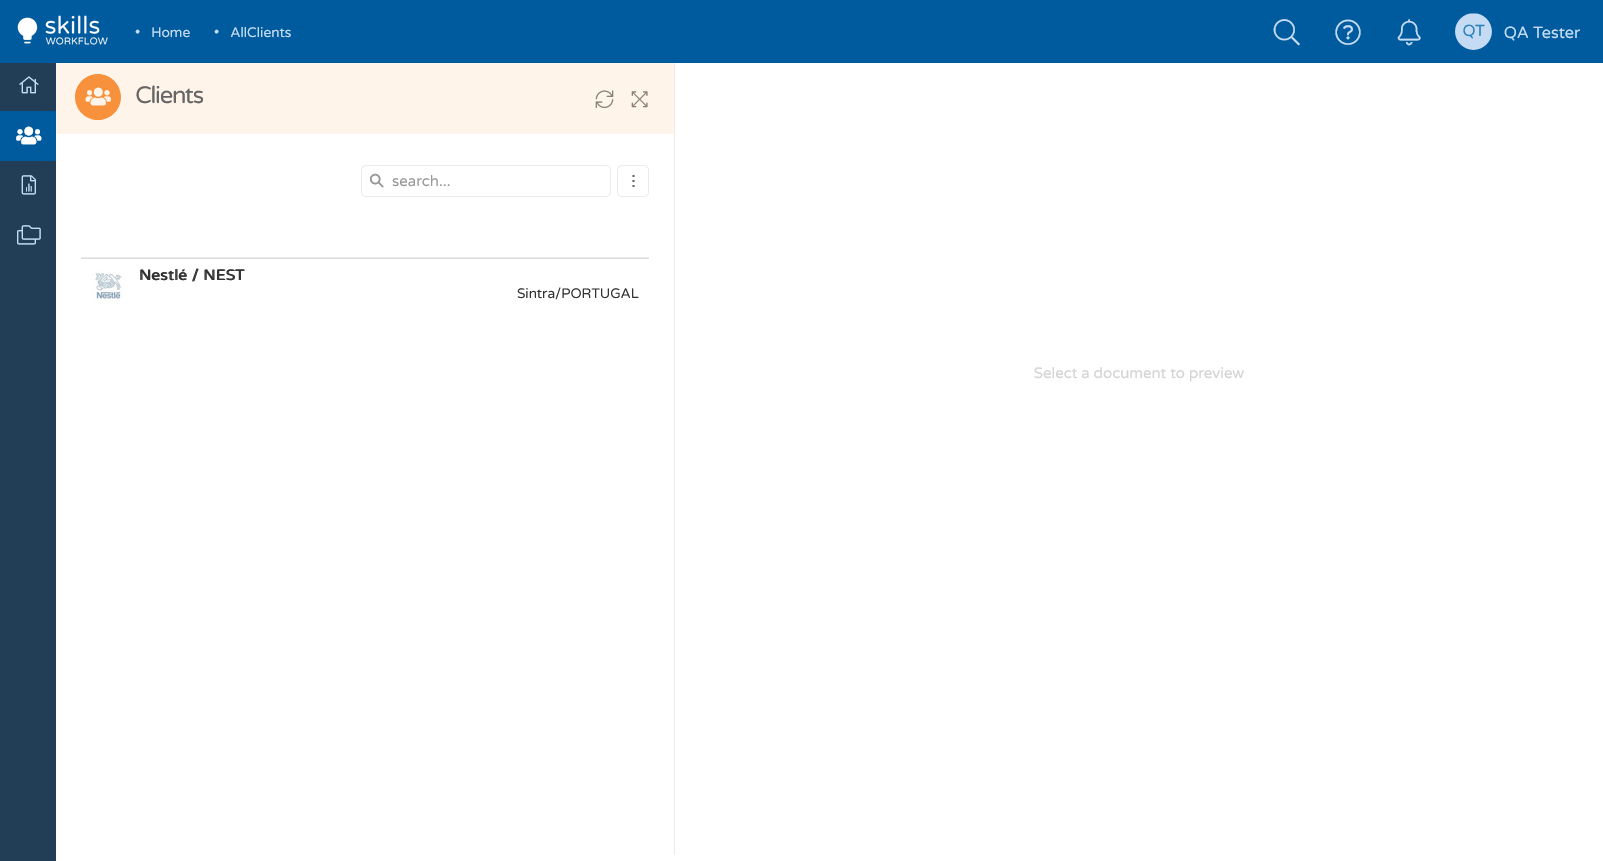 skills
WORKFLOW
• Home • AllClients
QT QA Tester
Clients
search...
Nestlé / NEST
Nestlé
Sintra/PORTUGAL
Select a document to preview